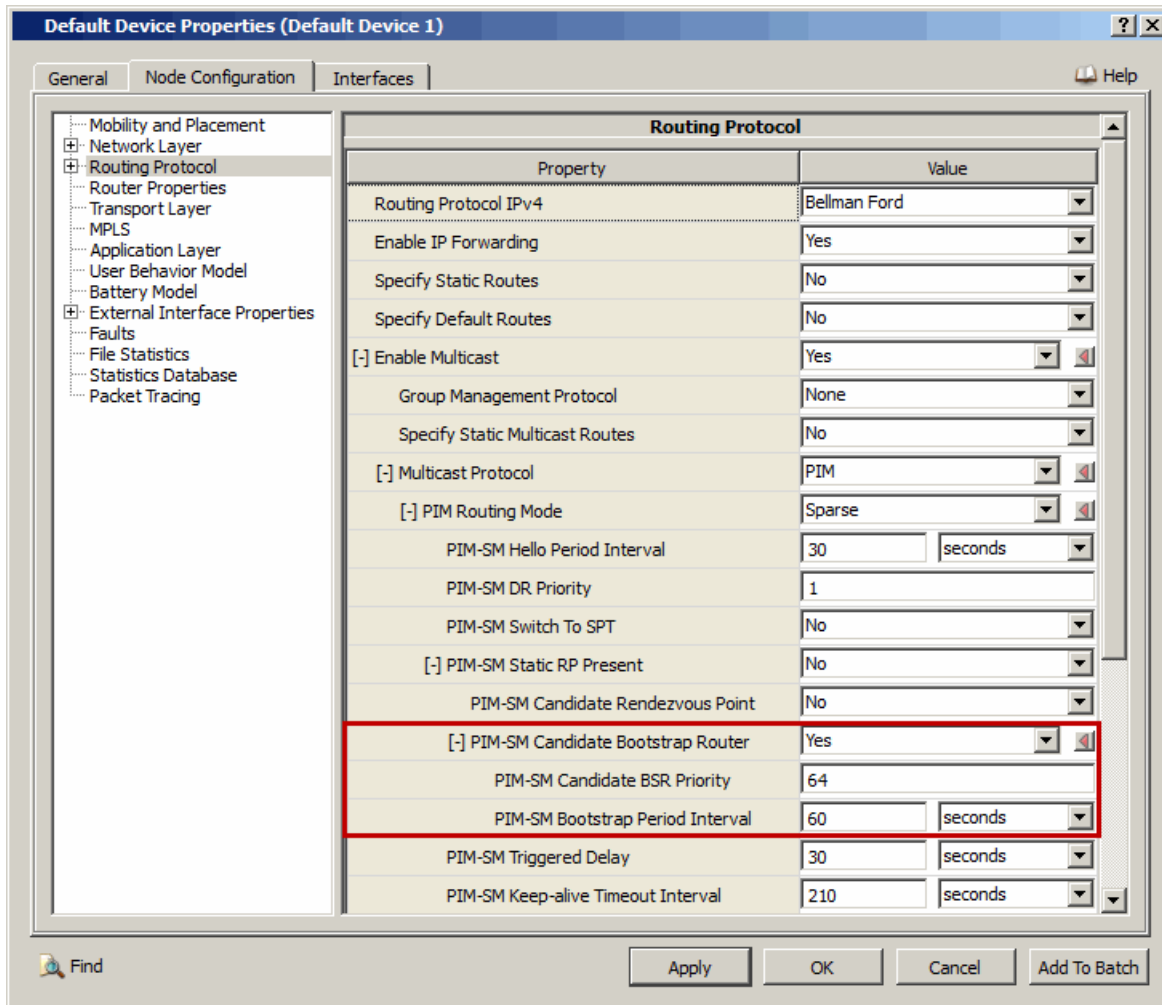 Default Device Properties (Default Device 1)
?
General Node Configuration Interfaces Help
Mobility and Placement
Network Layer
Routing Protocol
Router Properties
Transport Layer
MPLS
Application Layer
User Behavior Model
Battery Model
External Interface Properties
Faults
File Statistics
Statistics Database
Packet Tracing
Routing Protocol
Property Value
Routing Protocol IPv4 Bellman Ford
Enable IP Forwarding Yes
Specify Static Routes No
Specify Default Routes No
[-] Enable Multicast Yes
Group Management Protocol None
Specify Static Multicast Routes No
[-] Multicast Protocol PIM
[-] PIM Routing Mode Sparse
PIM-SM Hello Period Interval 30 seconds
PIM-SM DR Priority 1
PIM-SM Switch To SPT No
[-] PIM-SM Static RP Present No
PIM-SM Candidate Rendezvous Point No
[-] PIM-SM Candidate Bootstrap Router Yes
PIM-SM Candidate BSR Priority 64
PIM-SM Bootstrap Period Interval 60 seconds
PIM-SM Triggered Delay 30 seconds
PIM-SM Keep-alive Timeout Interval 210 seconds
Find Apply OK Cancel Add To Batch